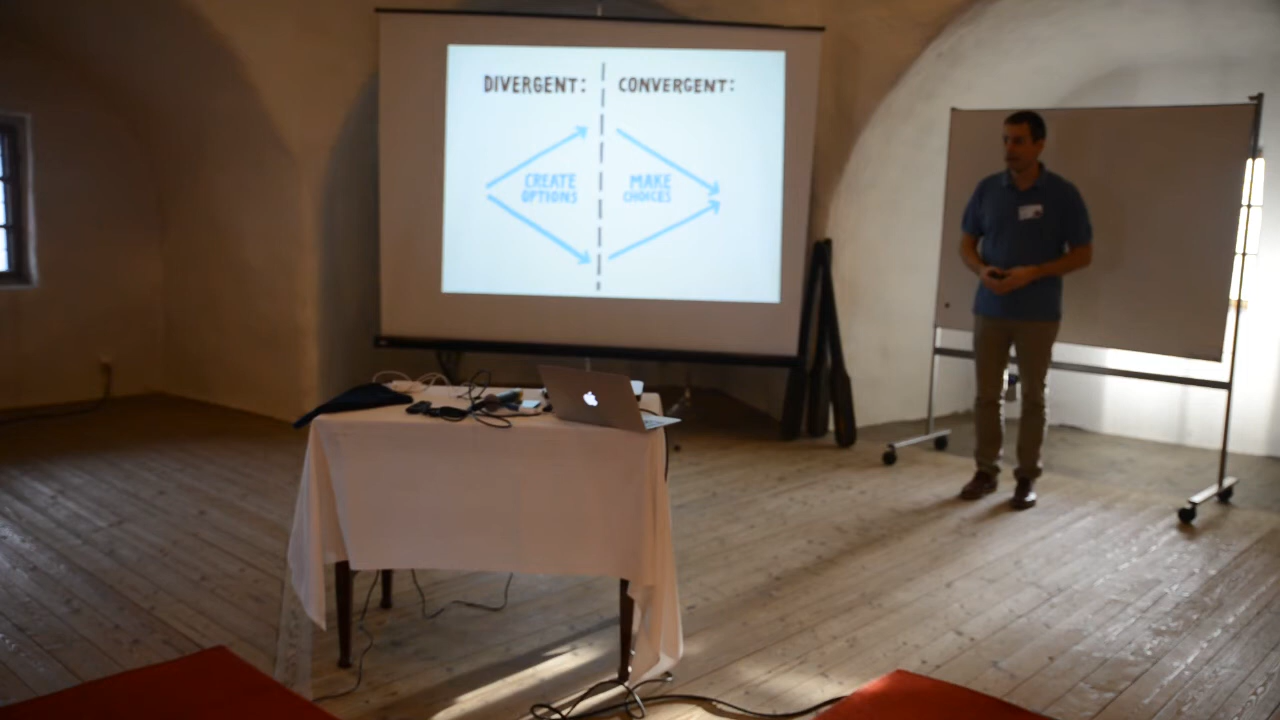 DIVERGENT:
CONVERGENT:
CREATE
OPTIONS
MAKE
CHOICES